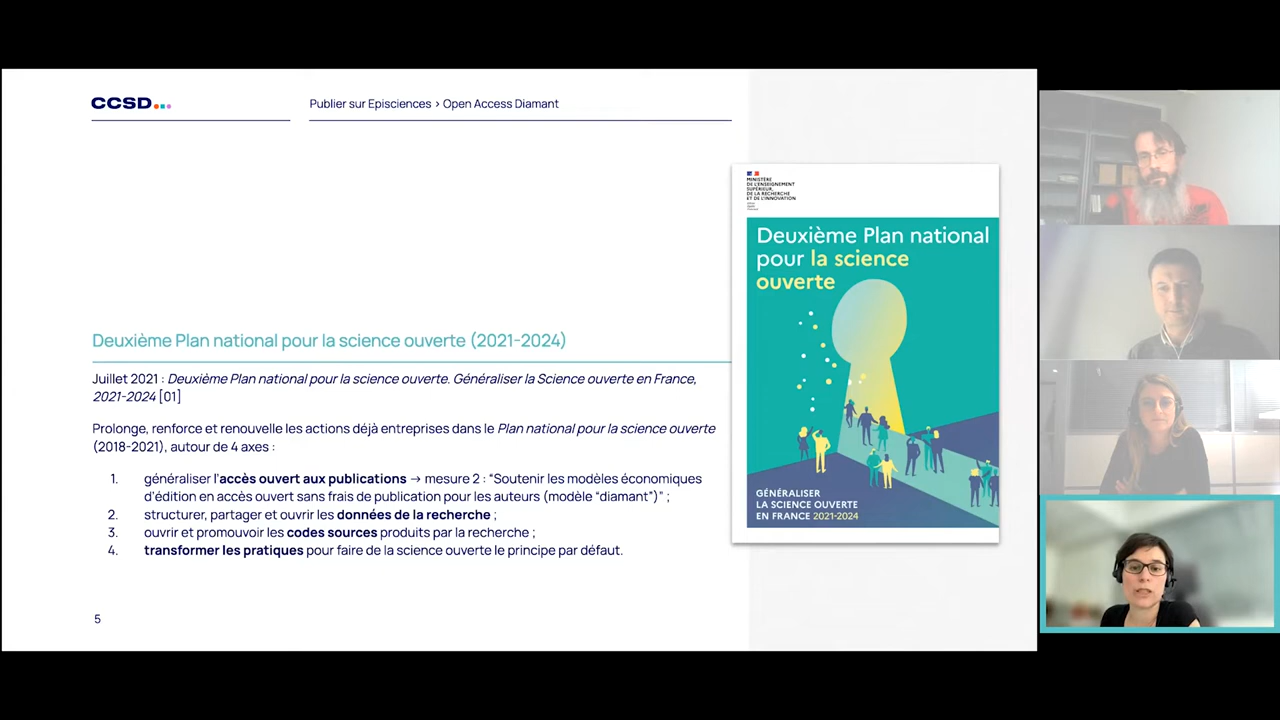 CCSD
Publier sur Episciences > Open Access Diamant
Deuxième Plan national pour la science ouverte (2021-2024)
Juillet 2021 : Deuxième Plan national pour la science ouverte. Généraliser la Science ouverte en France,
2021-2024 [01]
Prolonge, renforce et renouvelle les actions déjà entreprises dans le Plan national pour la science ouverte
(2018-2021), autour de 4 axes :
1. généraliser l'accès ouvert aux publications → mesure 2 : “Soutenir les modèles économiques
d'édition en accès ouvert sans frais de publication pour les auteurs (modèle “diamant”)” ;
2. structurer, partager et ouvrir les données de la recherche ;
3. ouvrir et promouvoir les codes sources produits par la recherche ;
4. transformer les pratiques pour faire de la science ouverte le principe par défaut.
5
MINISTÈRE
DE L'ENSEIGNEMENT
SUPÉRIEUR,
DE LA RECHERCHE
ET DE L'INNOVATION
Deuxième Plan national
pour la science
ouverte
GÉNÉRALISER
LA SCIENCE OUVERTE
EN FRANCE 2021-2024